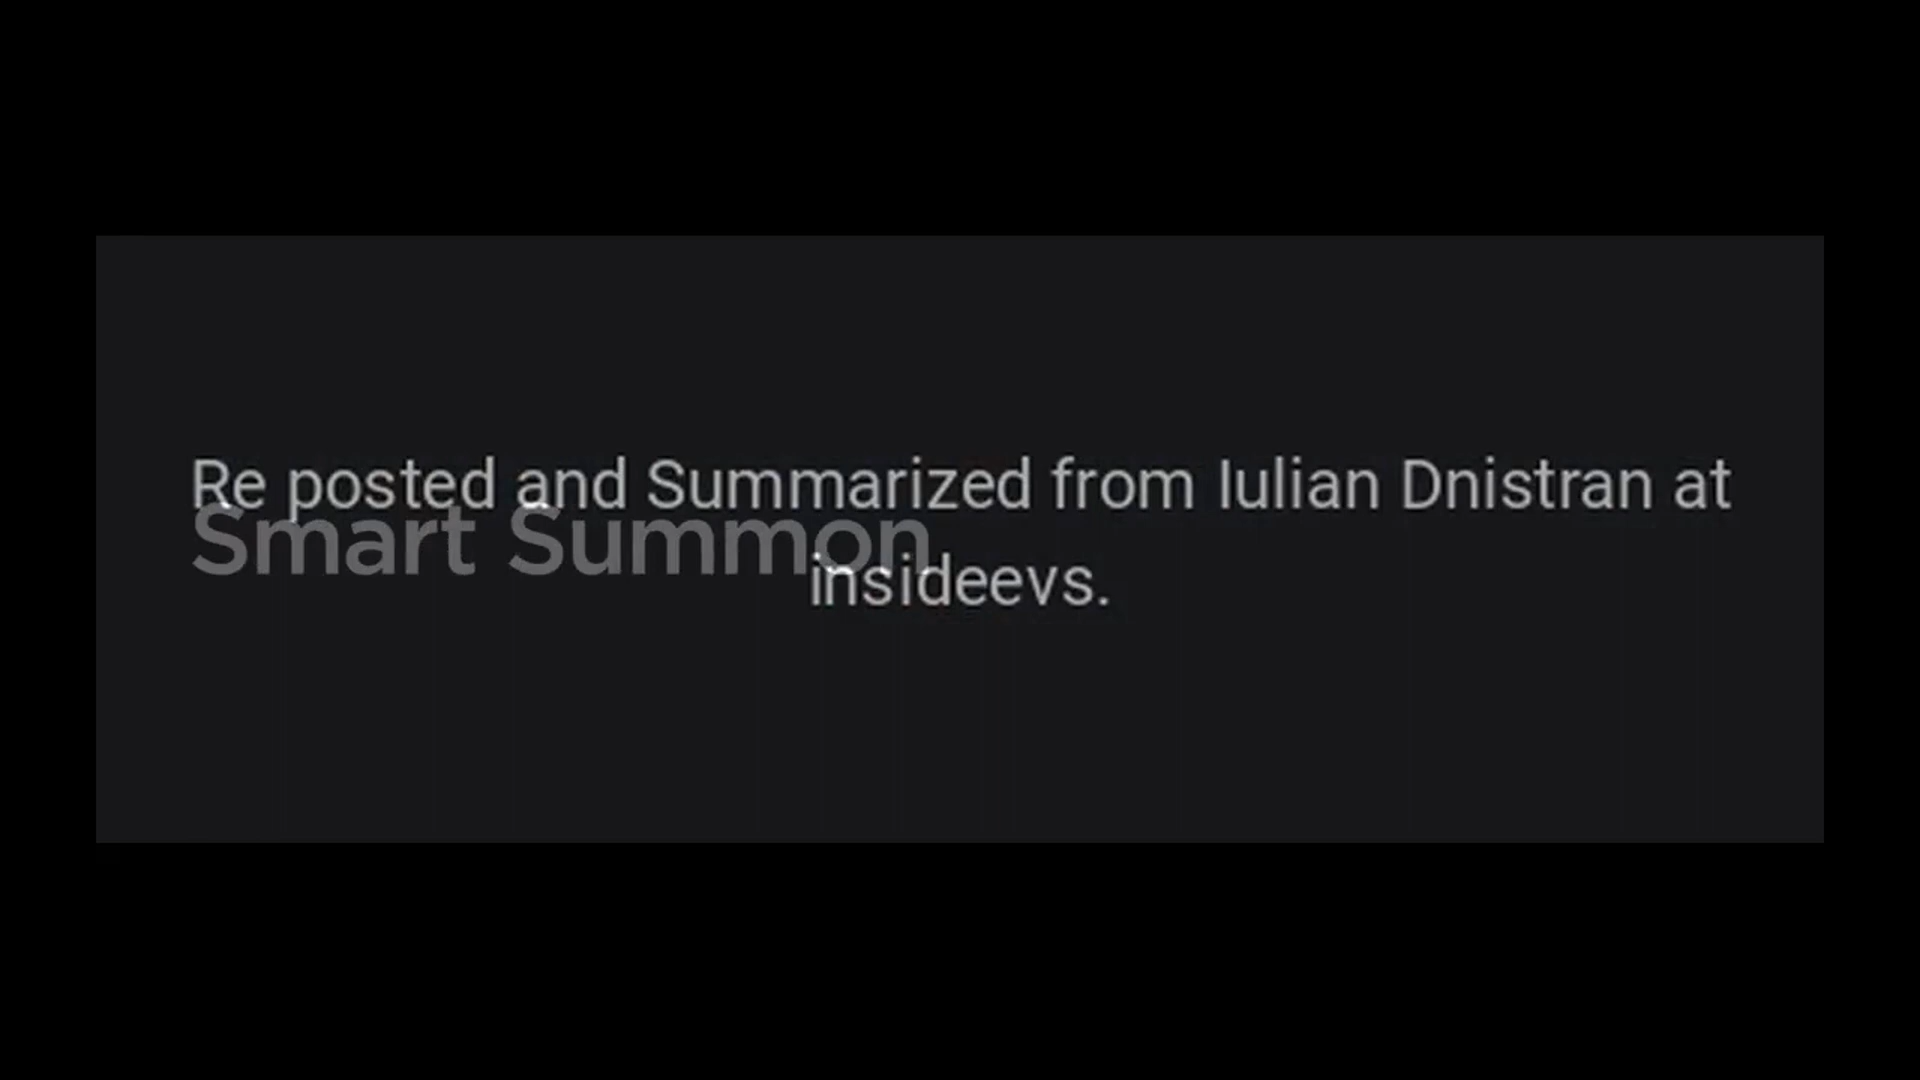 Re posted and Summarized from Iulian Dnistran at
Smart Summon
insideevs.